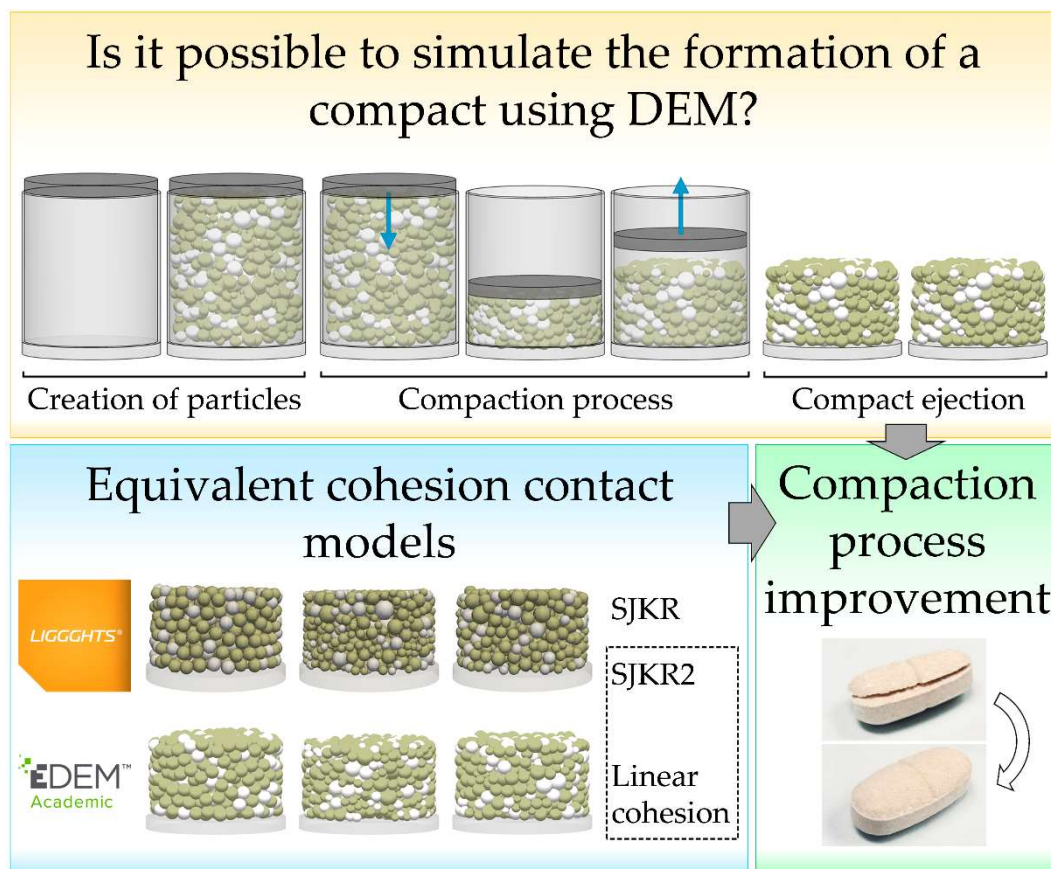 Is it possible to simulate the formation of a
compact using DEM?
Creation of particles
Compaction process
Compact ejection
Equivalent cohesion contact
models
LIGGGHTS®
SJKR
SJKR2
EDEM™
Academic
Linear
cohesion
Compaction
process
improvement